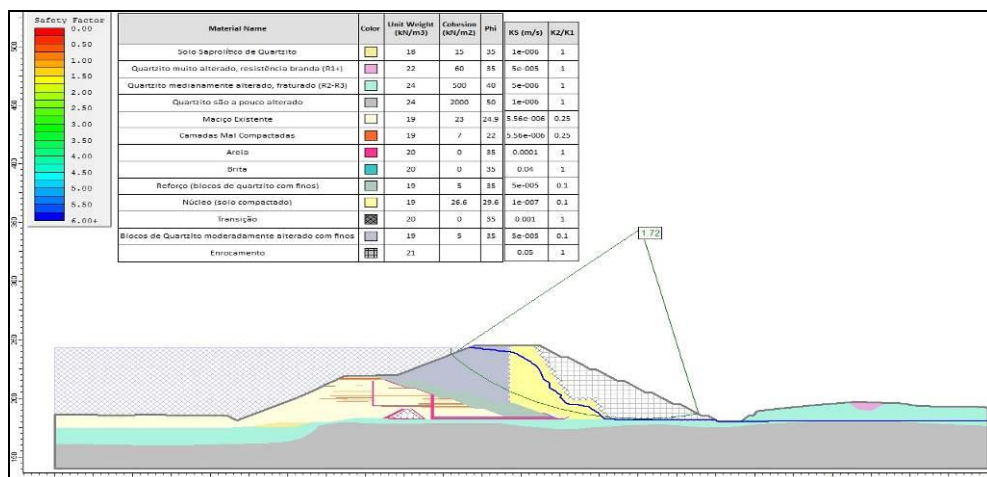 Safety Factor
0.00
0.50
1.00
1.50
2.00
2.50
3.00
3.50
4.00
4.50
5.00
5.50
6.00+
Material Name Color Unit Weight (kN/m3) Cohesion (kN/m2) Phi KS (m/s) K2/K1
Solo Saprolítico de Quartzito 18 15 35 1e-006 1
Quartzito muito alterado, resistência branda (R1+) 22 60 35 5e-005 1
Quartzito medianamente alterado, fraturado (R2-R3) 24 500 40 5e-006 1
Quartzito são a pouco alterado 24 2000 50 1e-006 1
Maciço Existente 19 23 24.9 5.56e-006 0.25
Camadas Mal Compactadas 19 7 22 5.56e-006 0.25
Areia 20 0 35 0.0001 1
Brita 20 0 35 0.04 1
Reforço (blocos de quartzito com finos) 19 5 35 5e-005 0.1
Núcleo (solo compactado) 19 26.6 29.6 1e-007 0.1
Transição 20 0 35 0.001 1
Blocos de Quartzito moderadamente alterado com finos 19 5 35 5e-005 0.1
Enrocamento 21 0.05 1
1.72